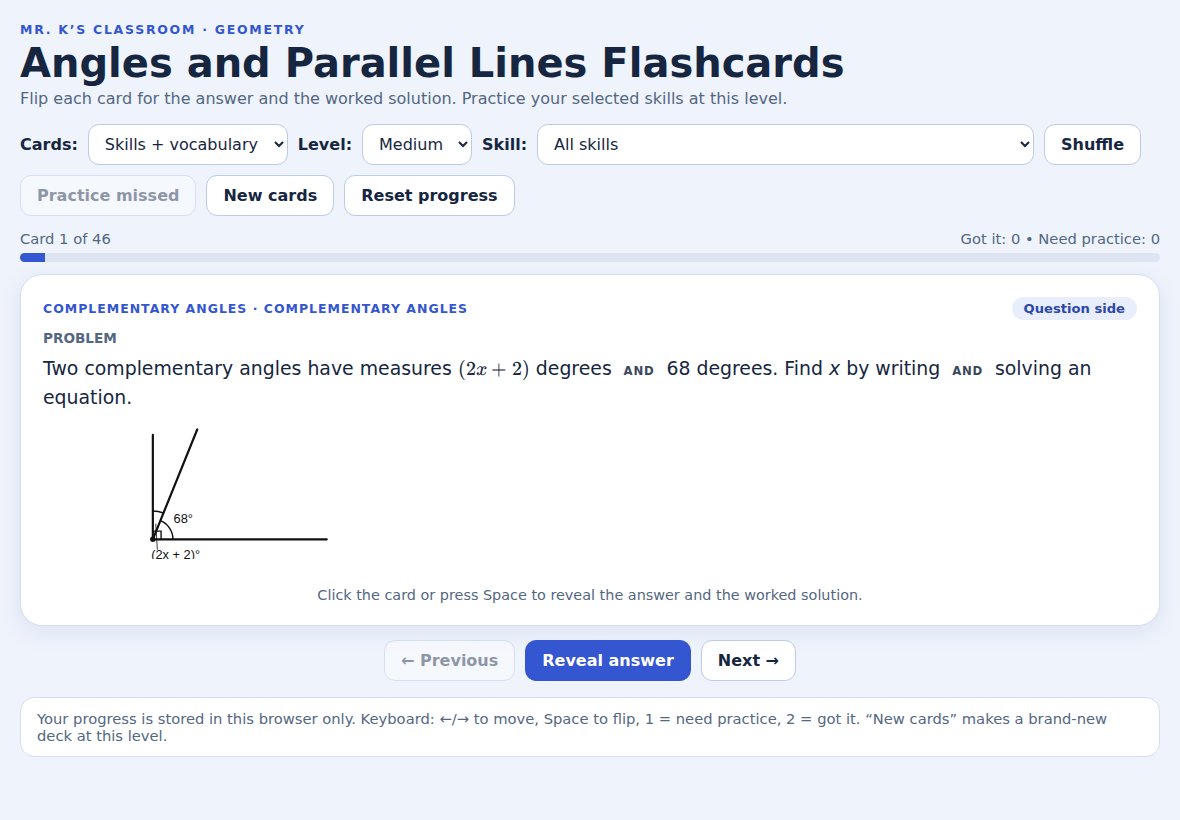 MR. K’S CLASSROOM · GEOMETRY
Angles and Parallel Lines Flashcards
Flip each card for the answer and the worked solution. Practice your selected skills at this level.
Cards: Skills + vocabulary Level: Medium Skill: All skills Shuffle
Practice missed New cards Reset progress
Card 1 of 46 Got it: 0 • Need practice: 0
COMPLEMENTARY ANGLES · COMPLEMENTARY ANGLES Question side
PROBLEM
Two complementary angles have measures (2x + 2) degrees AND 68 degrees. Find x by writing AND solving an
equation.
68°
(2x + 2)°
Click the card or press Space to reveal the answer and the worked solution.
← Previous Reveal answer Next →
Your progress is stored in this browser only. Keyboard: ←/→ to move, Space to flip, 1 = need practice, 2 = got it. “New cards” makes a brand-new
deck at this level.